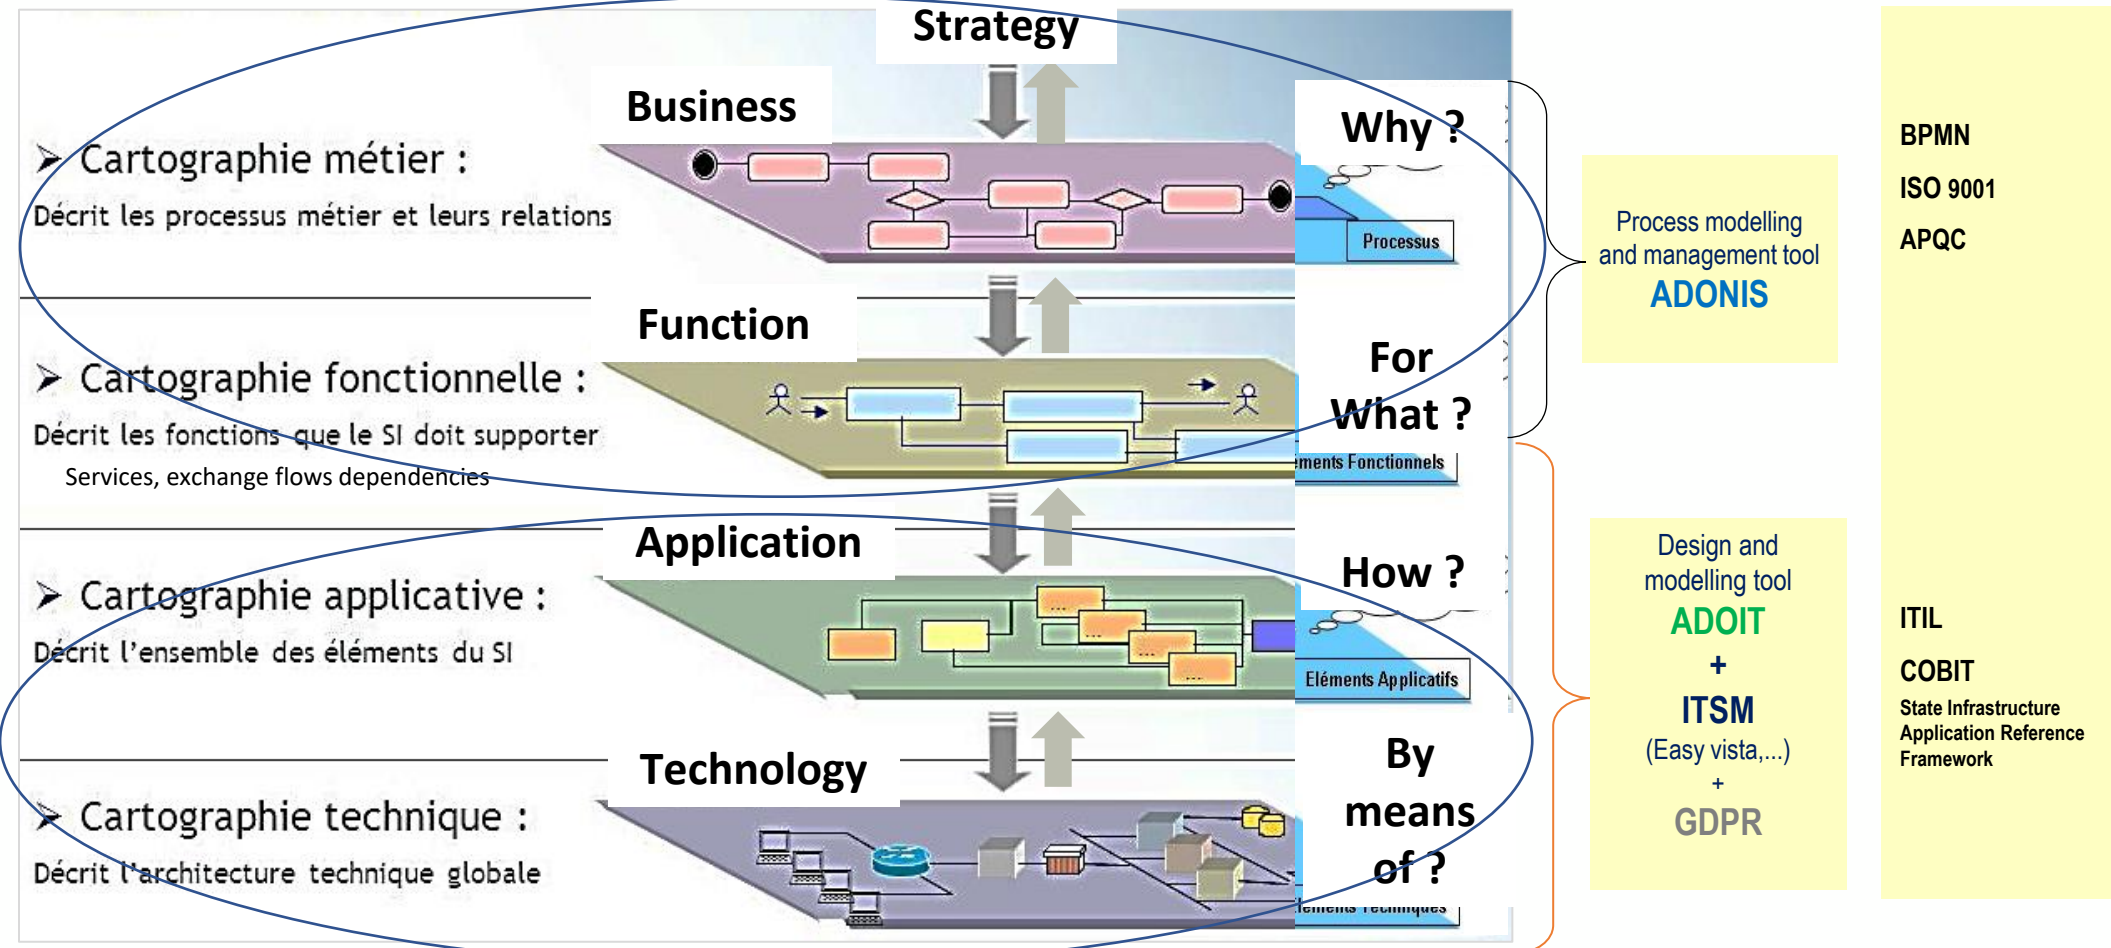 Strategy
Business
Why ?
➢ Cartographie métier :
Décrit les processus métier et leurs relations
Processus
Function
For
What ?
➢ Cartographie fonctionnelle :
Décrit les fonctions que le SI doit supporter
Services, exchange flows dependencies
ements Fonctionnels
Application
How ?
➢ Cartographie applicative :
Décrit l'ensemble des éléments du SI
...
...
...
...
Eléments Applicatifs
Technology
By
means
of ?
➢ Cartographie technique :
Décrit l'architecture technique globale
Process modelling
and management tool
ADONIS
Design and
modelling tool
ADOIT
+
ITSM
(Easy vista,...)
+
GDPR
BPMN
ISO 9001
APQC
ITIL
COBIT
State Infrastructure
Application Reference
Framework